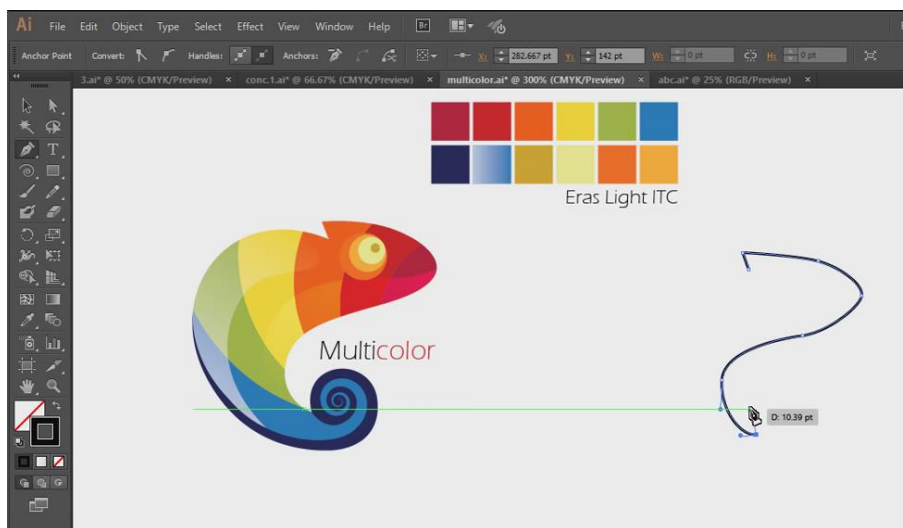 Ai File Edit Object Type Select Effect View Window Help Br
Anchor Point Convert: Handles: Anchors: X: 282.667 pt Y: 142 pt W: 0 pt H: 0 pt
3.ai* @ 50% (CMYK/Preview) × conc.1.ai* @ 66.67% (CMYK/Preview) × multicolor.ai* @ 300% (CMYK/Preview) × abc.ai* @ 25% (RGB/Preview) ×
Eras Light ITC
Multicolor
D: 10.39 pt